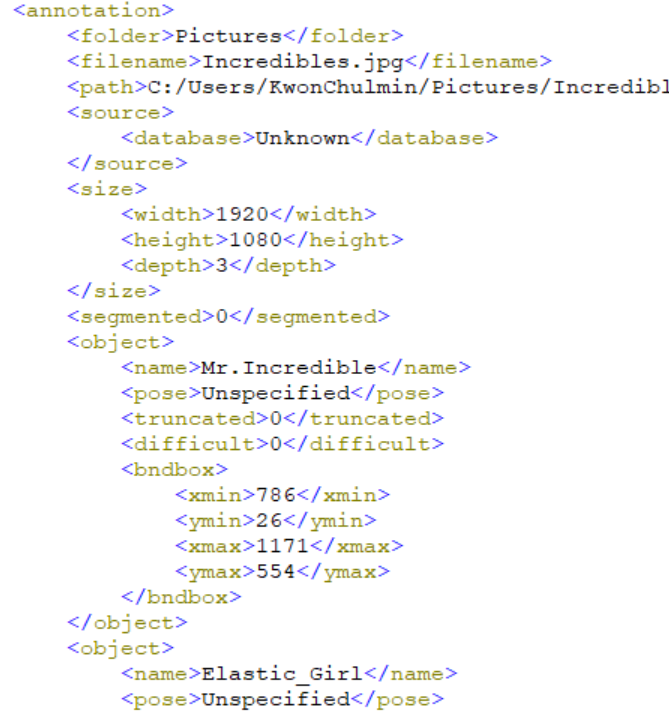 <annotation>
<folder>Pictures</folder>
<filename>Incredibles.jpg</filename>
<path>C:/Users/KwonChulmin/Pictures/Incredibl
<source>
<database>Unknown</database>
</source>
<size>
<width>1920</width>
<height>1080</height>
<depth>3</depth>
</size>
<segmented>0</segmented>
<object>
<name>Mr.Incredible</name>
<pose>Unspecified</pose>
<truncated>0</truncated>
<difficult>0</difficult>
<bndbox>
<xmin>786</xmin>
<ymin>26</ymin>
<xmax>1171</xmax>
<ymax>554</ymax>
</bndbox>
</object>
<object>
<name>Elastic_Girl</name>
<pose>Unspecified</pose>